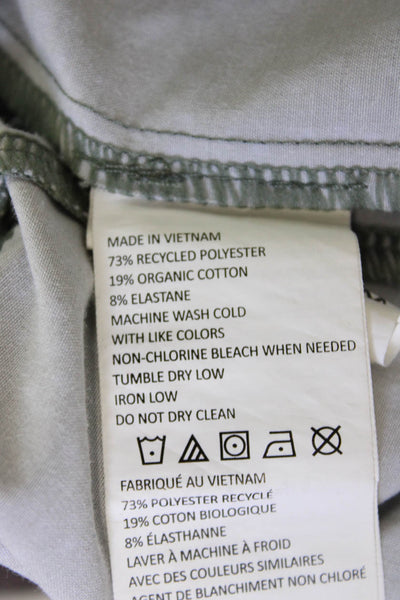 MADE IN VIETNAM
73% RECYCLED POLYESTER
19% ORGANIC COTTON
8% ELASTANE
MACHINE WASH COLD
WITH LIKE COLORS
NON-CHLORINE BLEACH WHEN NEEDED
TUMBLE DRY LOW
IRON LOW
DO NOT DRY CLEAN
FABRIQUÉ AU VIETNAM
73% POLYESTER RECYCLÉ
19% COTON BIOLOGIQUE
8% ÉLASTHANNE
LAVER À MACHINE À FROID
AVEC DES COULEURS SIMILAIRES
AGENT DE BLANCHIMENT NON CHLORÉ